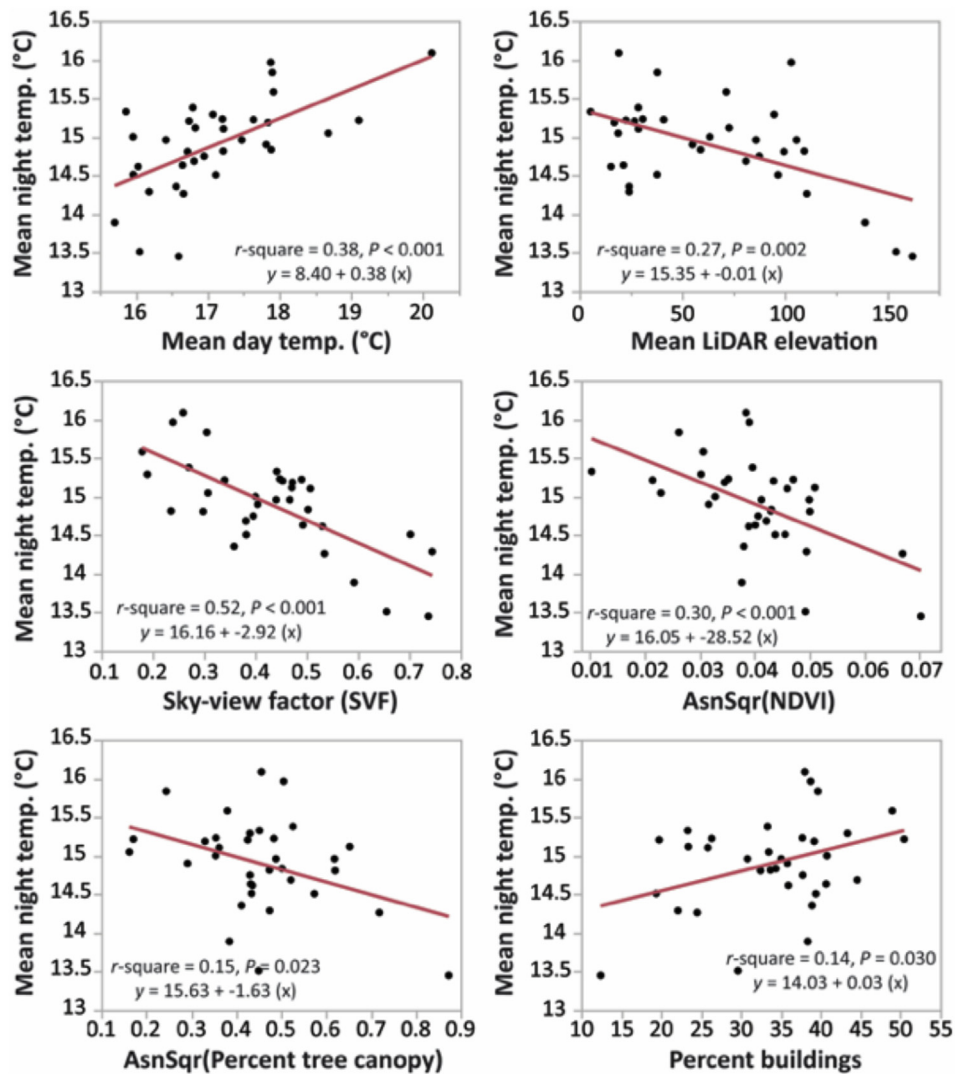 16.5
16
15.5
15
14.5
14
13.5
13
Mean night temp. (°C)
r-square = 0.38, P < 0.001
y = 8.40 + 0.38 (x)
16 17 18 19 20 21
Mean day temp. (°C)
16.5
16
15.5
15
14.5
14
13.5
13
Mean night temp. (°C)
r-square = 0.27, P = 0.002
y = 15.35 + -0.01 (x)
0 50 100 150
Mean LiDAR elevation
16.5
16
15.5
15
14.5
14
13.5
13
Mean night temp. (°C)
r-square = 0.52, P < 0.001
y = 16.16 + -2.92 (x)
0.1 0.2 0.3 0.4 0.5 0.6 0.7 0.8
Sky-view factor (SVF)
16.5
16
15.5
15
14.5
14
13.5
13
Mean night temp. (°C)
r-square = 0.30, P < 0.001
y = 16.05 + -28.52 (x)
0.01 0.02 0.03 0.04 0.05 0.06 0.07
AsnSqr(NDVI)
16.5
16
15.5
15
14.5
14
13.5
13
Mean night temp. (°C)
r-square = 0.15, P = 0.023
y = 15.63 + -1.63 (x)
0.1 0.2 0.3 0.4 0.5 0.6 0.7 0.8 0.9
AsnSqr(Percent tree canopy)
16.5
16
15.5
15
14.5
14
13.5
13
Mean night temp. (°C)
r-square = 0.14, P = 0.030
y = 14.03 + 0.03 (x)
10 15 20 25 30 35 40 45 50 55
Percent buildings